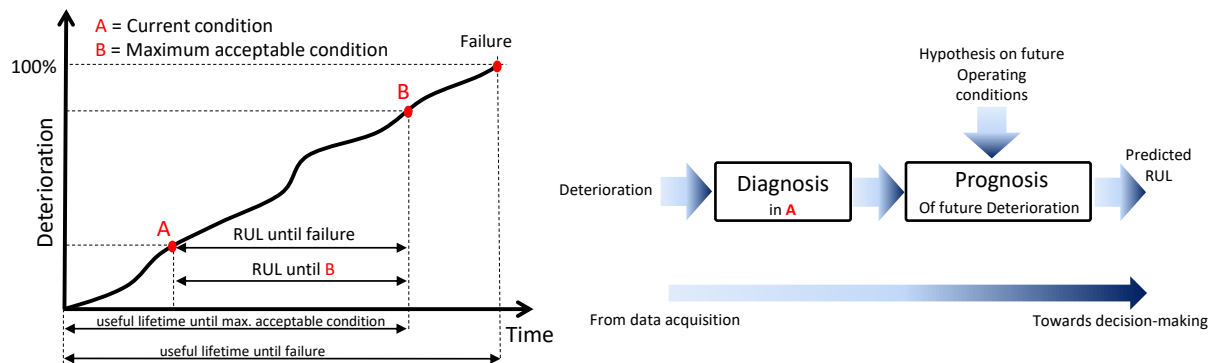 A = Current condition
B = Maximum acceptable condition
Failure
100%
B
A
Deterioration
RUL until failure
RUL until B
useful lifetime until max. acceptable condition
Time
useful lifetime until failure
Hypothesis on future
Operating
conditions
Deterioration
Diagnosis
in A
Prognosis
Of future Deterioration
Predicted
RUL
From data acquisition
Towards decision-making